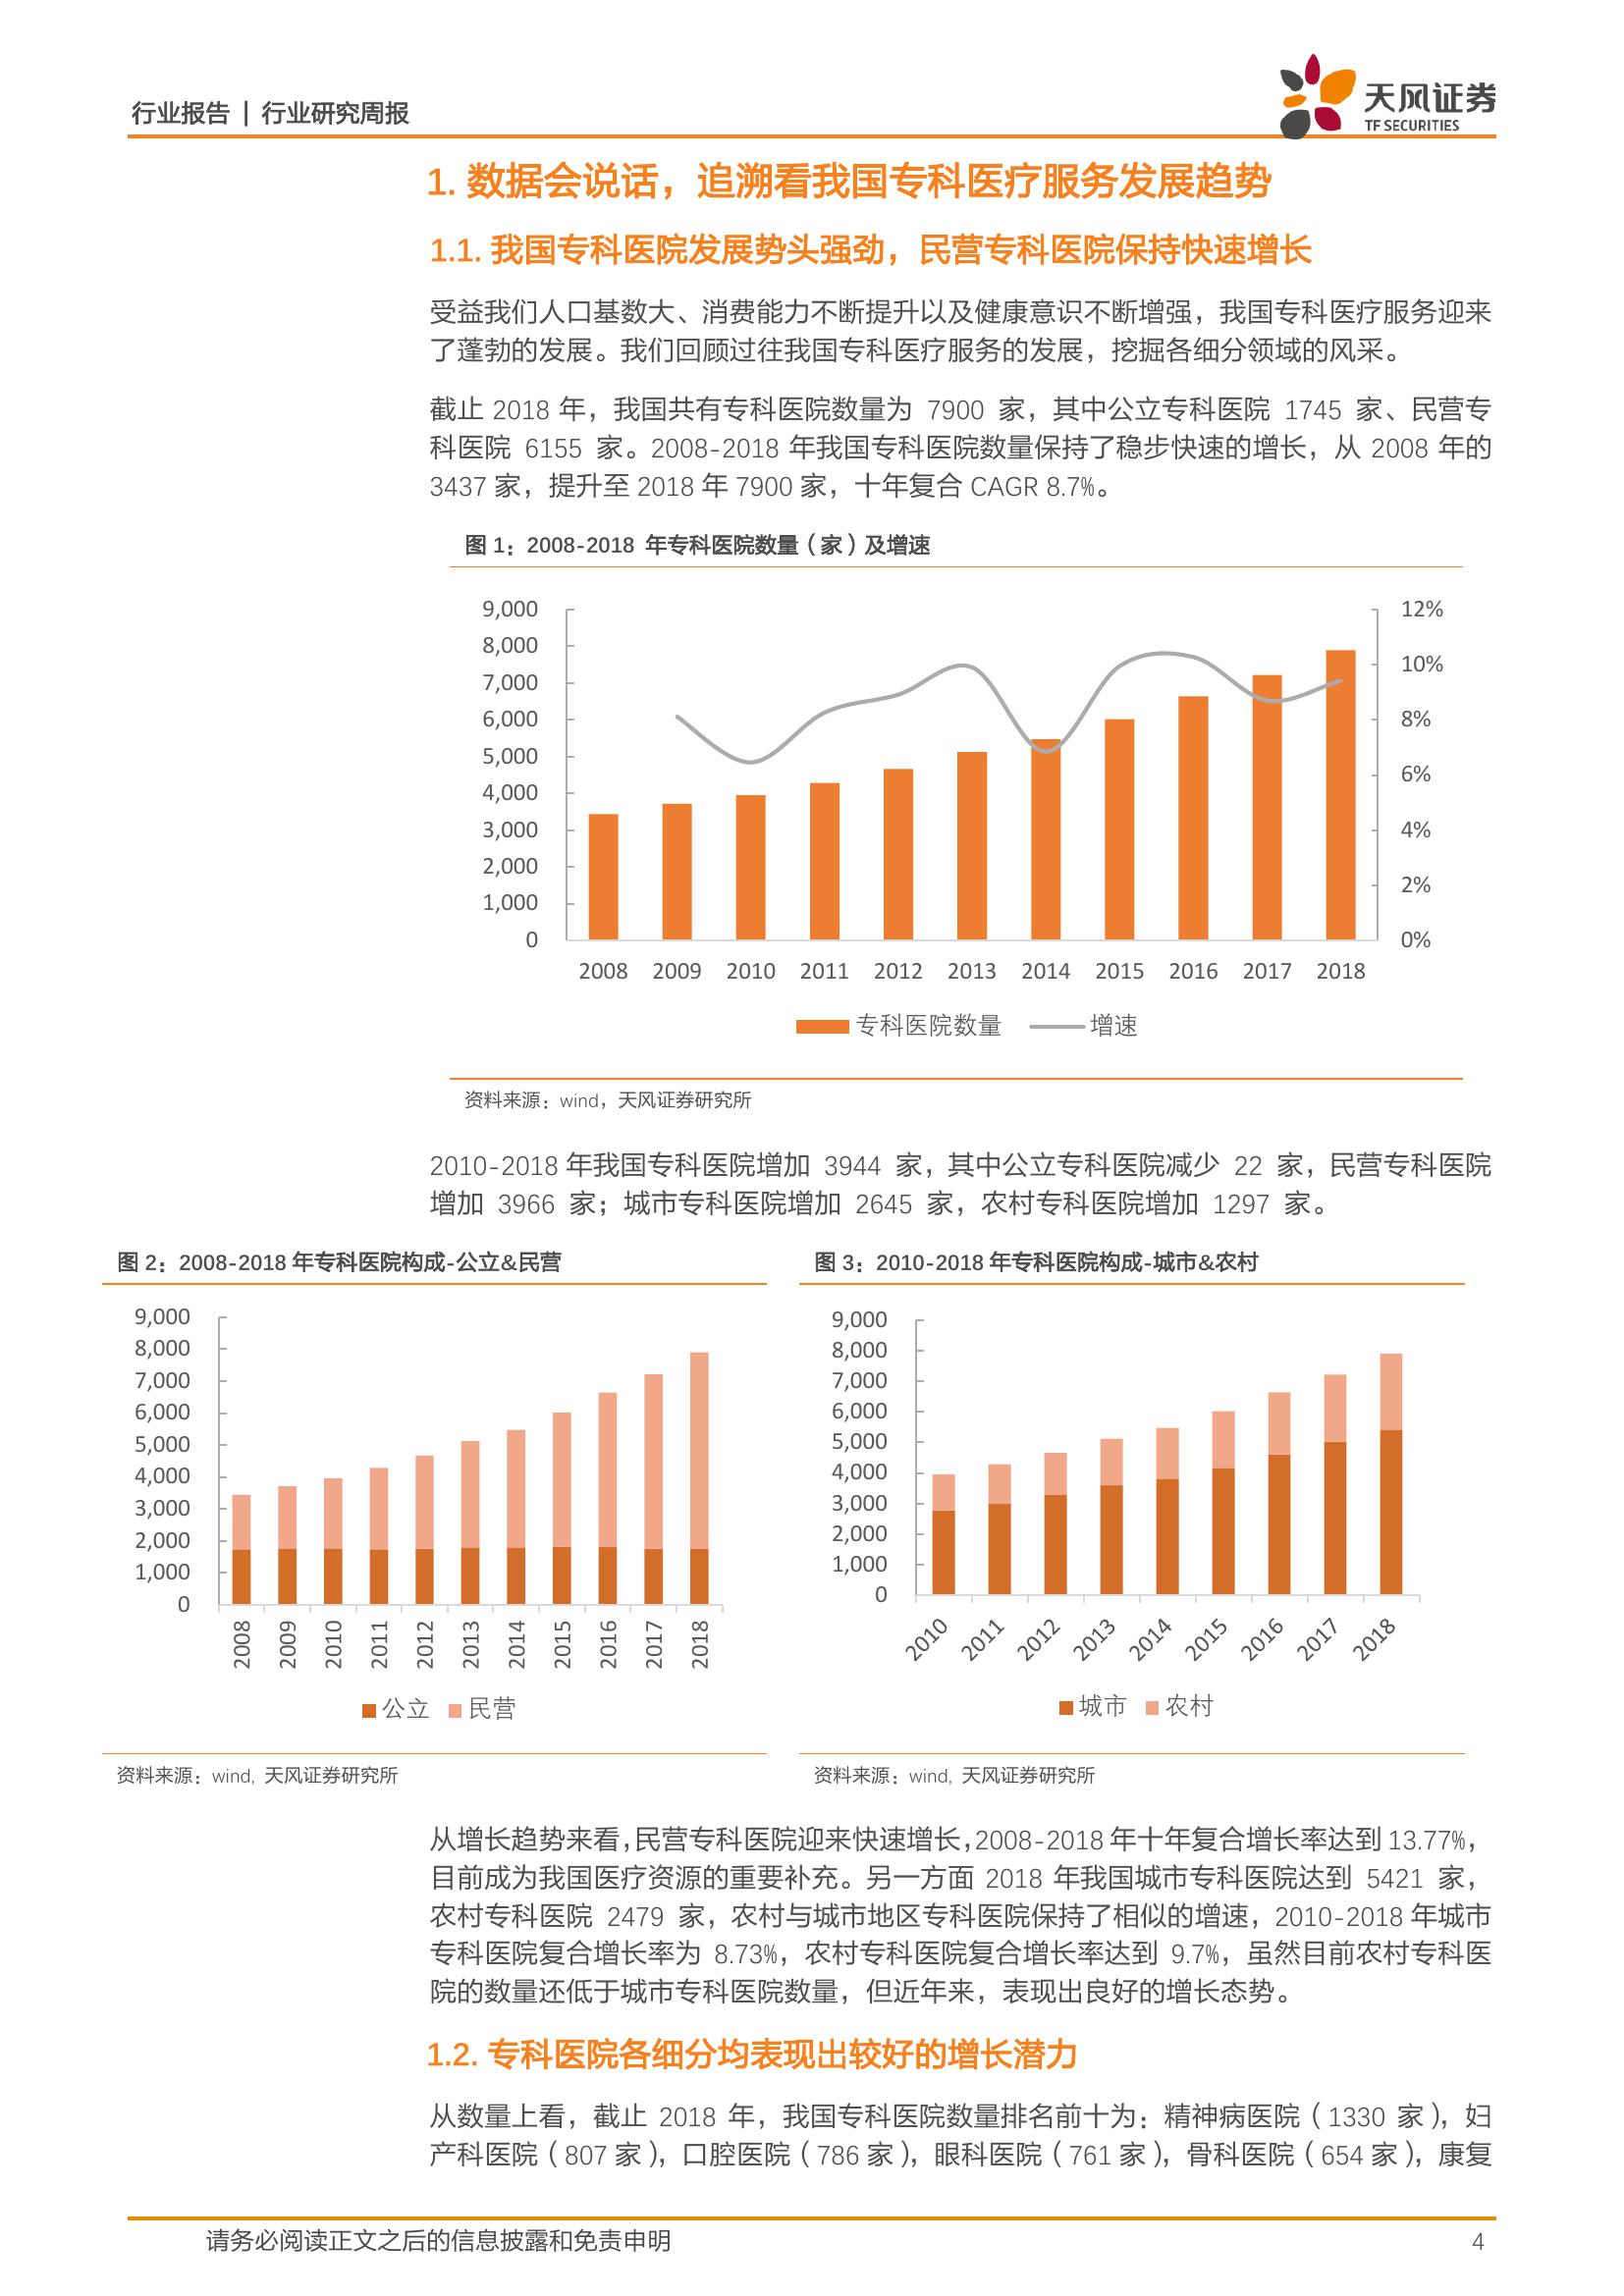 行业报告 | 行业研究周报
天风证券
TF SECURITIES
1. 数据会说话，追溯看我国专科医疗服务发展趋势
1.1. 我国专科医院发展势头强劲，民营专科医院保持快速增长
受益我们人口基数大、消费能力不断提升以及健康意识不断增强，我国专科医疗服务迎来
了蓬勃的发展。我们回顾过往我国专科医疗服务的发展，挖掘各细分领域的风采。
截止 2018 年，我国共有专科医院数量为 7900 家，其中公立专科医院 1745 家、民营专
科医院 6155 家。2008-2018 年我国专科医院数量保持了稳步快速的增长，从 2008 年的
3437 家，提升至 2018 年 7900 家，十年复合 CAGR 8.7%。
图 1：2008-2018 年专科医院数量（家）及增速
9,000
8,000
7,000
6,000
5,000
4,000
3,000
2,000
1,000
0
12%
10%
8%
6%
4%
2%
0%
2008 2009 2010 2011 2012 2013 2014 2015 2016 2017 2018
专科医院数量 增速
资料来源：wind，天风证券研究所
2010-2018 年我国专科医院增加 3944 家，其中公立专科医院减少 22 家，民营专科医院
增加 3966 家；城市专科医院增加 2645 家，农村专科医院增加 1297 家。
图 2：2008-2018 年专科医院构成-公立&民营
9,000
8,000
7,000
6,000
5,000
4,000
3,000
2,000
1,000
0
2008 2009 2010 2011 2012 2013 2014 2015 2016 2017 2018
公立 民营
资料来源：wind, 天风证券研究所
图 3：2010-2018 年专科医院构成-城市&农村
9,000
8,000
7,000
6,000
5,000
4,000
3,000
2,000
1,000
0
2010 2011 2012 2013 2014 2015 2016 2017 2018
城市 农村
资料来源：wind, 天风证券研究所
从增长趋势来看，民营专科医院迎来快速增长，2008-2018 年十年复合增长率达到 13.77%，
目前成为我国医疗资源的重要补充。另一方面 2018 年我国城市专科医院达到 5421 家，
农村专科医院 2479 家，农村与城市地区专科医院保持了相似的增速，2010-2018 年城市
专科医院复合增长率为 8.73%，农村专科医院复合增长率达到 9.7%，虽然目前农村专科医
院的数量还低于城市专科医院数量，但近年来，表现出良好的增长态势。
1.2. 专科医院各细分均表现出较好的增长潜力
从数量上看，截止 2018 年，我国专科医院数量排名前十为：精神病医院（1330 家），妇
产科医院（807 家），口腔医院（786 家），眼科医院（761 家），骨科医院（654 家），康复
请务必阅读正文之后的信息披露和免责申明
4